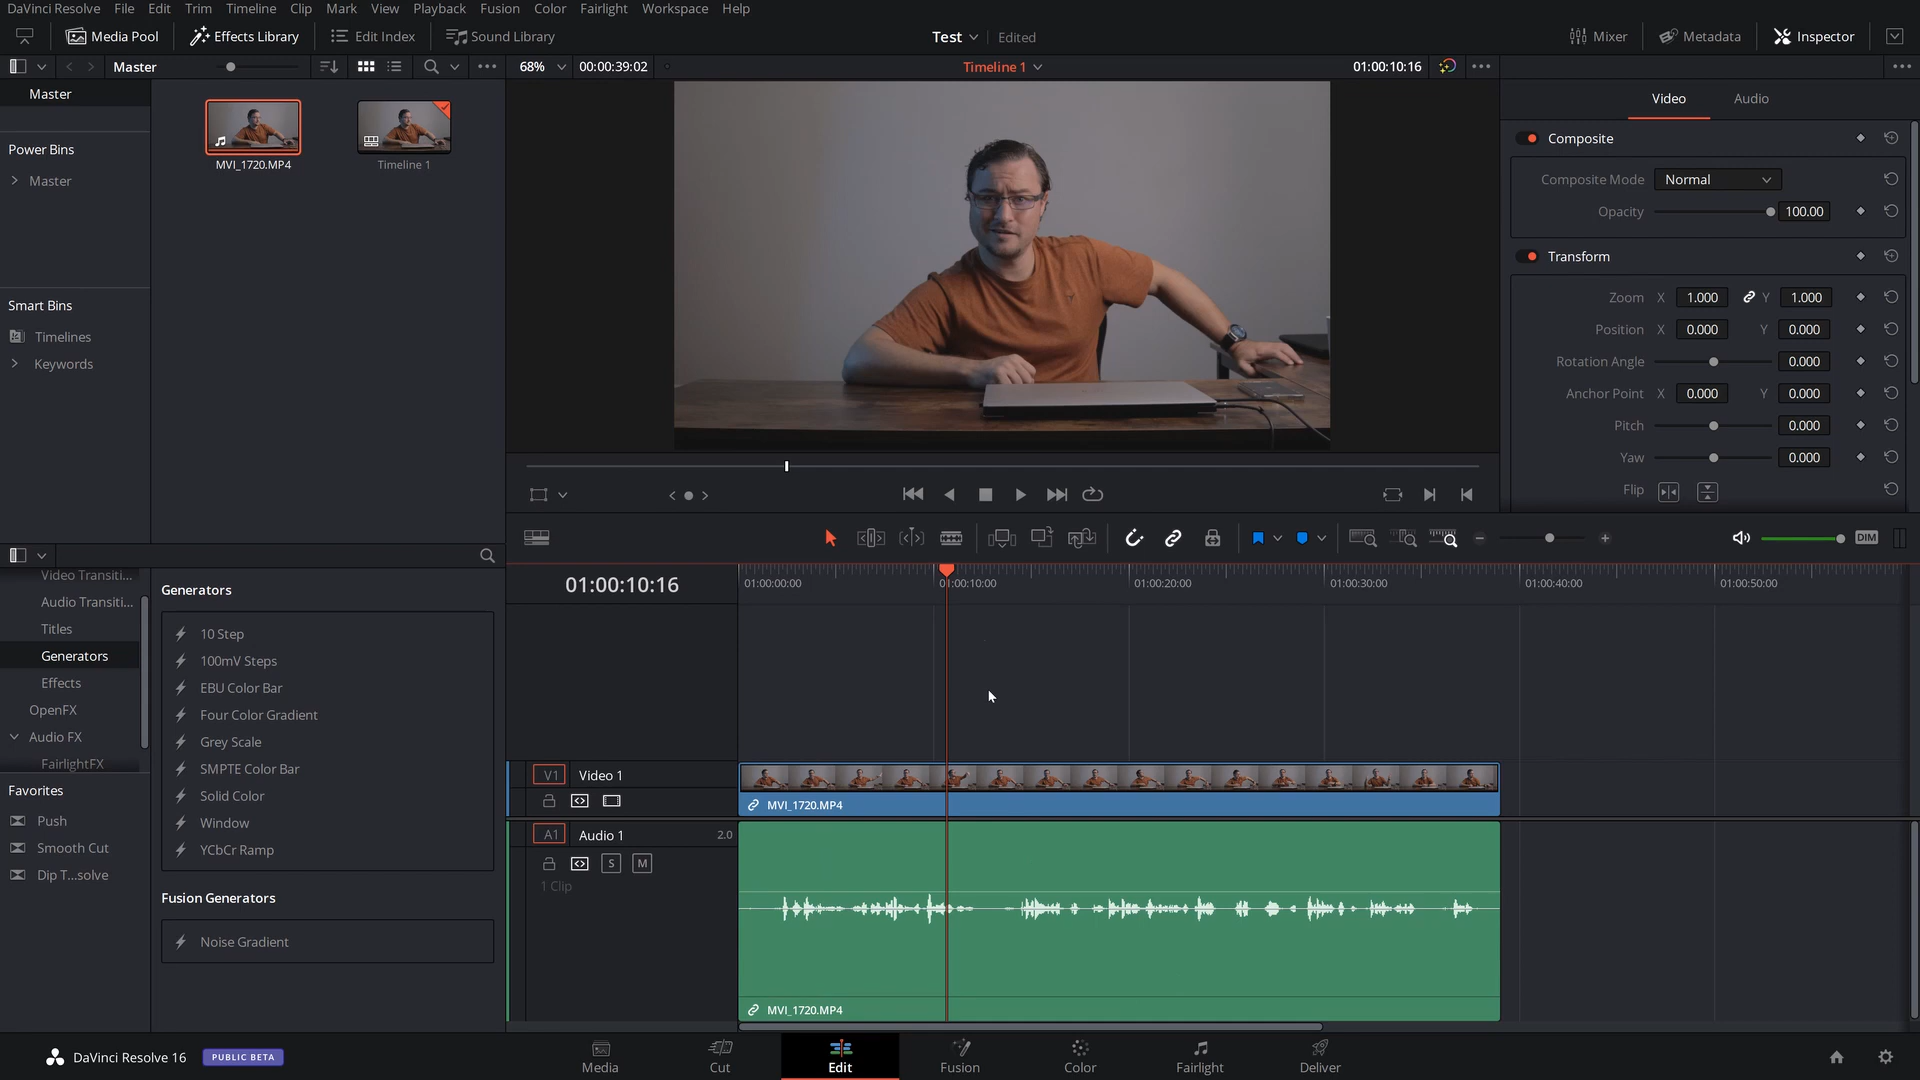 DaVinci Resolve File Edit Trim Timeline Clip Mark View Playback Fusion Color Fairlight Workspace Help
Media Pool Effects Library Edit Index Sound Library Test Edited Mixer Metadata Inspector
Master 68% 00:00:39:02 Timeline 1 01:00:10:16
Master
Power Bins
Master
Smart Bins
Timelines
Keywords
MVI_1720.MP4 Timeline 1
Video Audio
Composite
Composite Mode Normal
Opacity 100.00
Transform
Zoom X 1.000 Y 1.000
Position X 0.000 Y 0.000
Rotation Angle 0.000
Anchor Point X 0.000 Y 0.000
Pitch 0.000
Yaw 0.000
Flip
DIM
Video Transiti...
Audio Transiti...
Titles
Generators
Effects
OpenFX
Audio FX
FairlightFX
Favorites
Push
Smooth Cut
Dip T...solve
Generators
10 Step
100mV Steps
EBU Color Bar
Four Color Gradient
Grey Scale
SMPTE Color Bar
Solid Color
Window
YCbCr Ramp
Fusion Generators
Noise Gradient
01:00:10:16 01:00:00:00 01:00:10:00 01:00:20:00 01:00:30:00 01:00:40:00 01:00:50:00
V1 Video 1
MVI_1720.MP4
A1 Audio 1 2.0
S M
1 Clip
MVI_1720.MP4
DaVinci Resolve 16 PUBLIC BETA
Media Cut Edit Fusion Color Fairlight Deliver